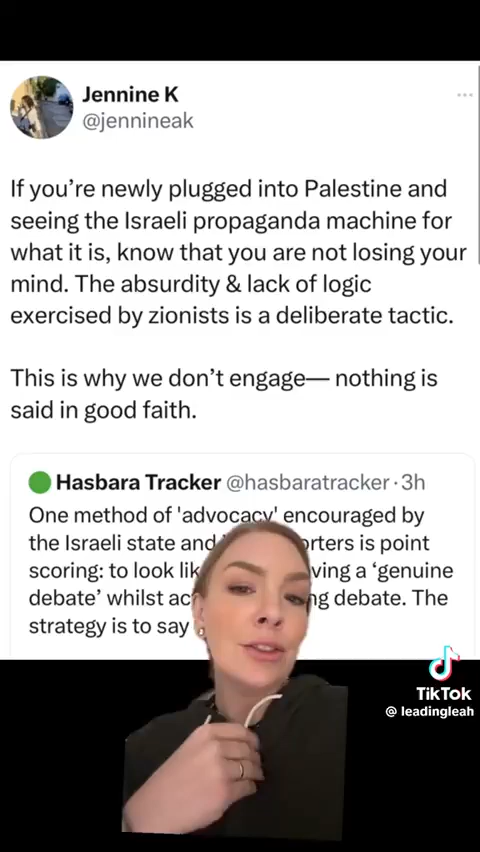 Jennine K
@jennineak
If you’re newly plugged into Palestine and
seeing the Israeli propaganda machine for
what it is, know that you are not losing your
mind. The absurdity & lack of logic
exercised by zionists is a deliberate tactic.
This is why we don’t engage— nothing is
said in good faith.
Hasbara Tracker @hasbaratracker · 3h
One method of 'advocacy' encouraged by
the Israeli state and rters is point
scoring: to look lik ving a ‘genuine
debate’ whilst ac ng debate. The
strategy is to say
TikTok
@ leadingleah